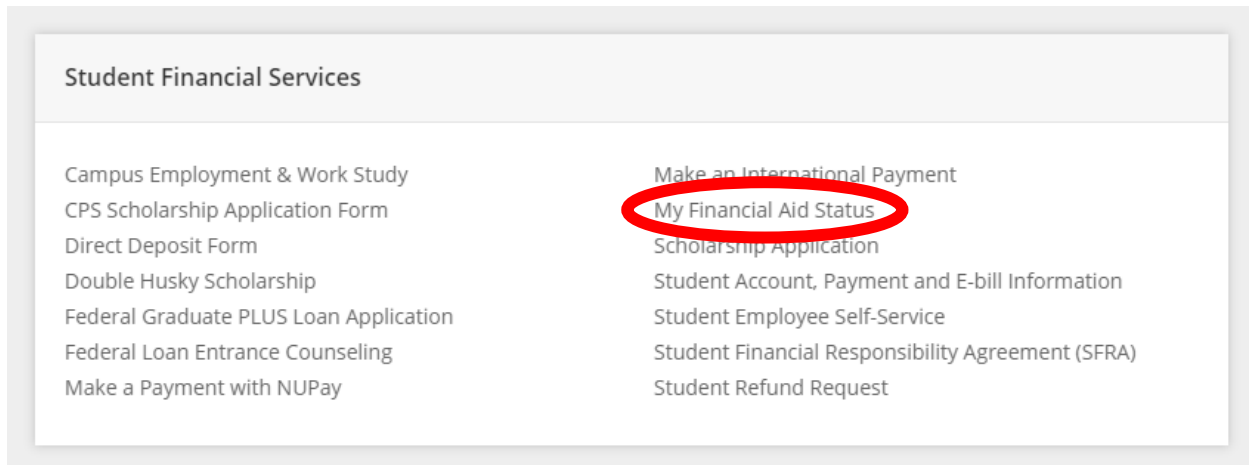 Student Financial Services
Campus Employment & Work Study
CPS Scholarship Application Form
Direct Deposit Form
Double Husky Scholarship
Federal Graduate PLUS Loan Application
Federal Loan Entrance Counseling
Make a Payment with NUPay
Make an International Payment
My Financial Aid Status
Scholarship Application
Student Account, Payment and E-bill Information
Student Employee Self-Service
Student Financial Responsibility Agreement (SFRA)
Student Refund Request